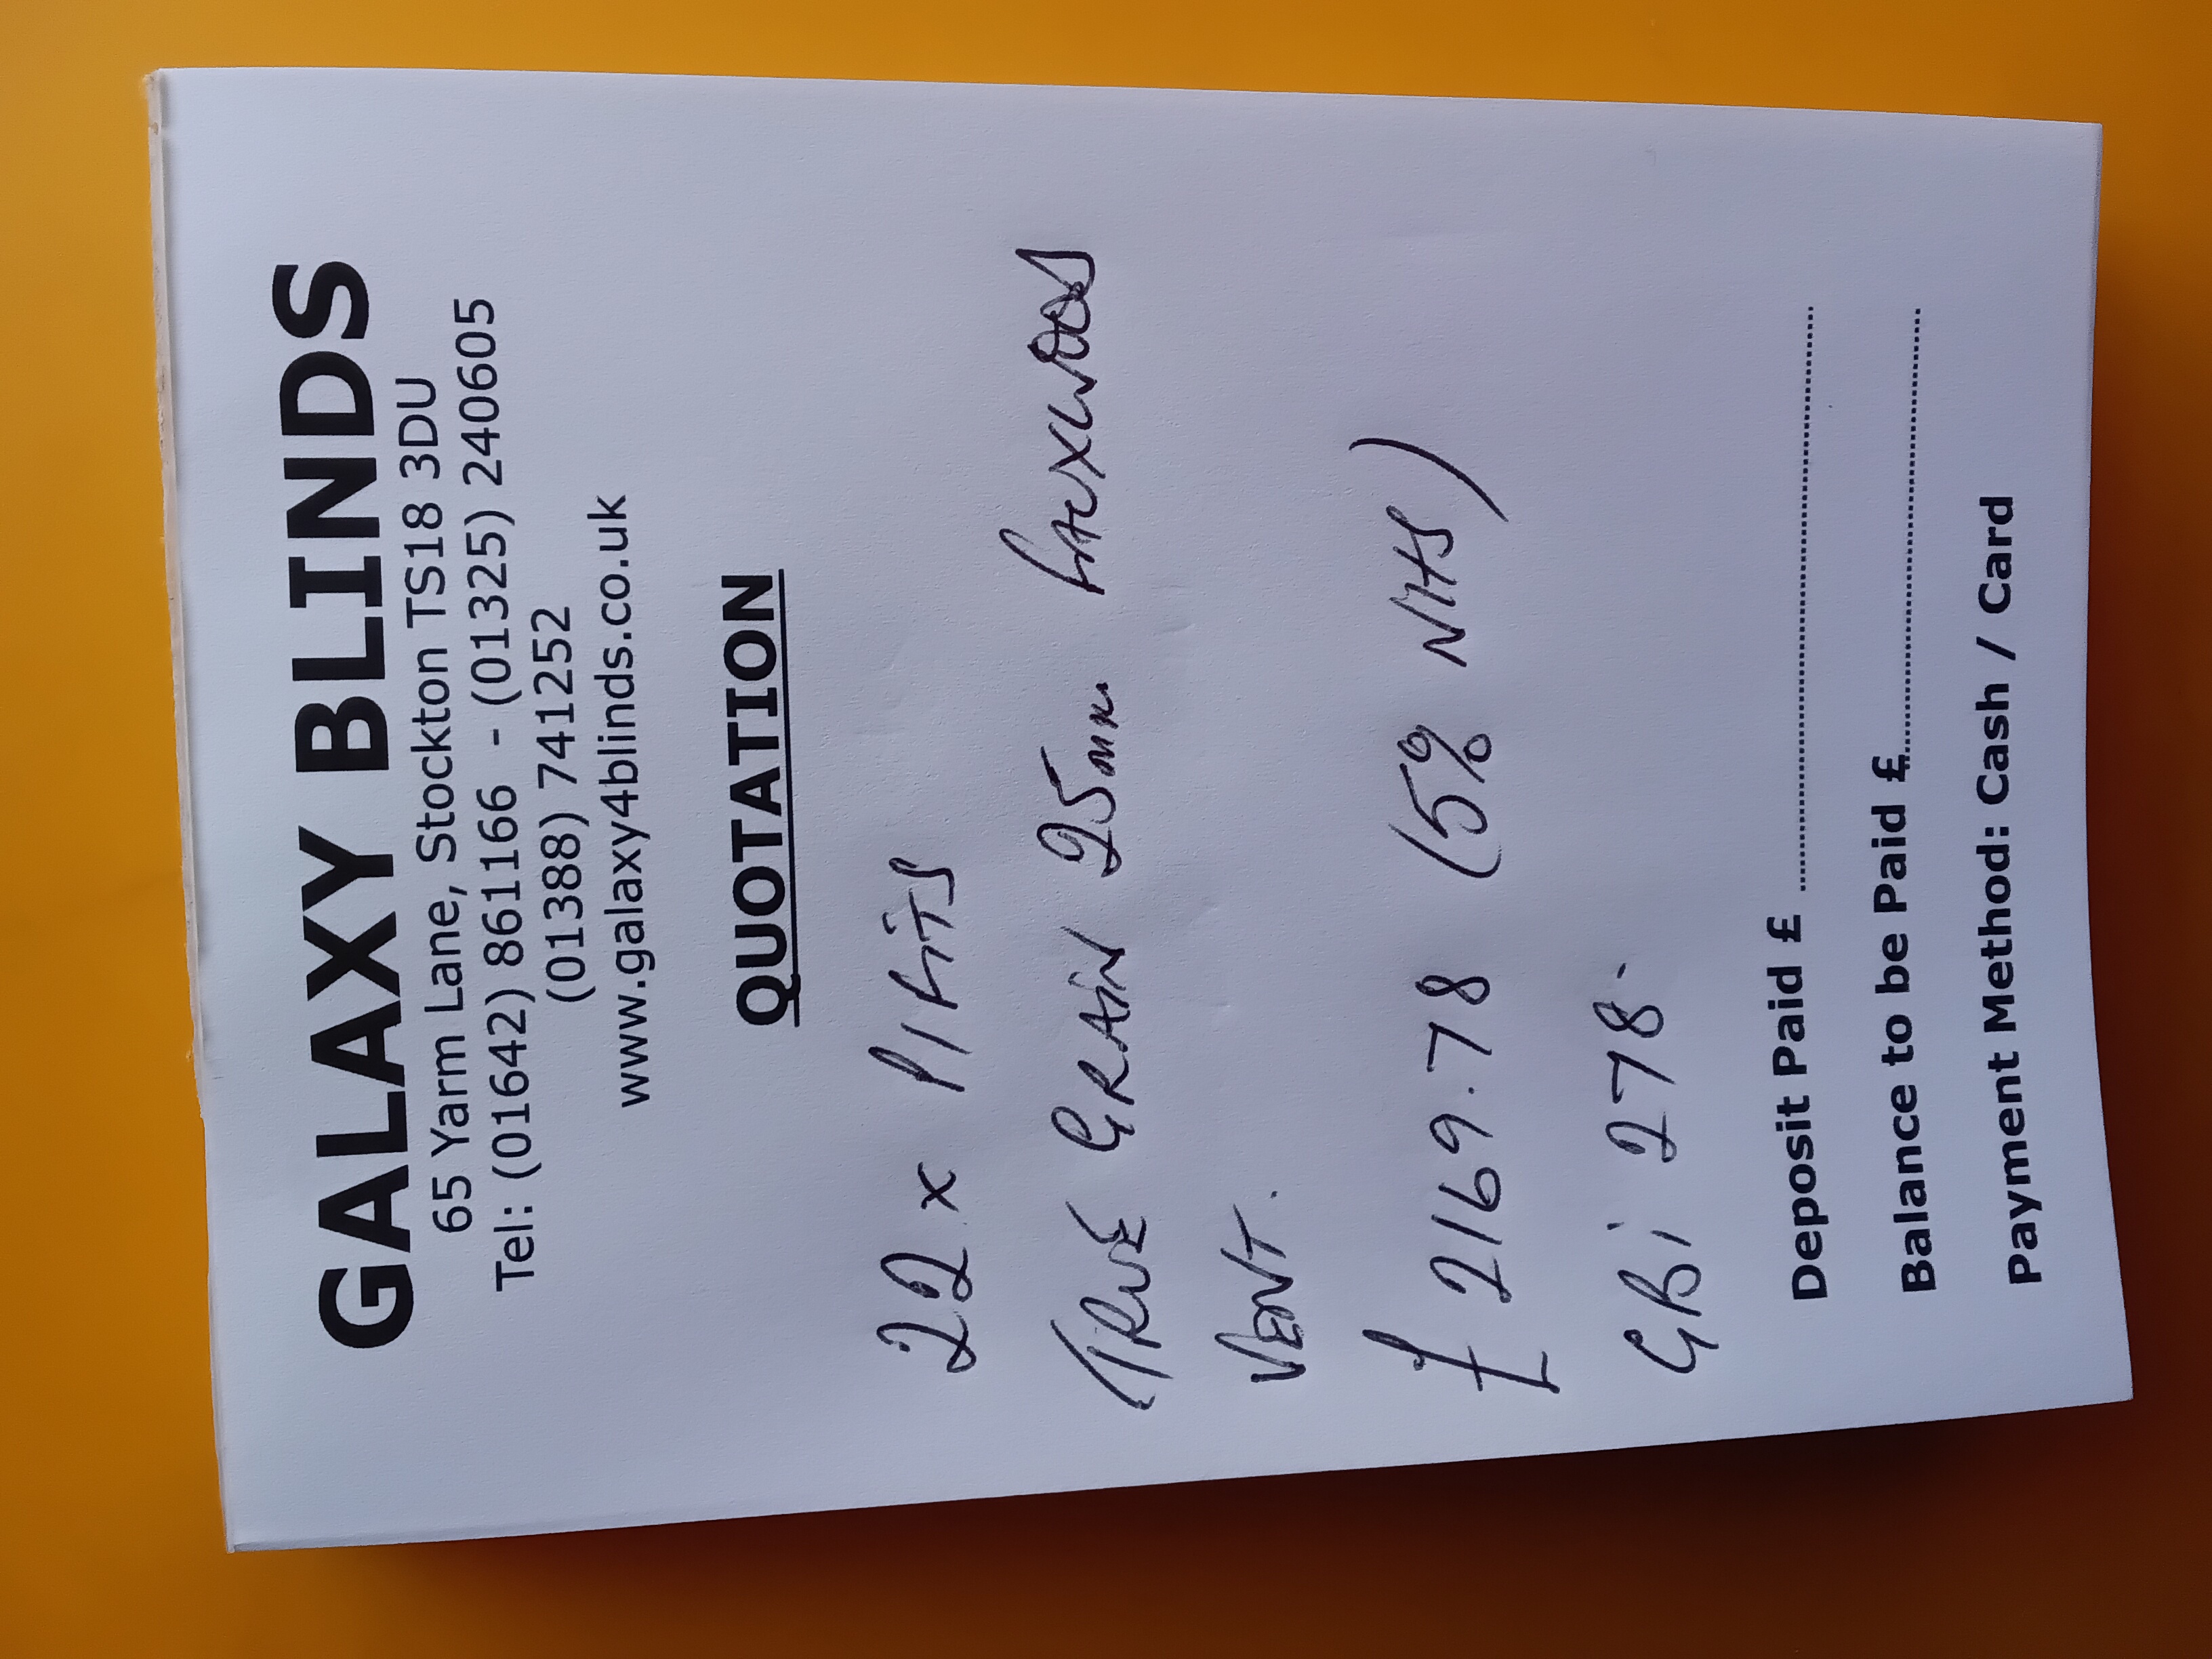 GALAXY BLINDS
65 Yarm Lane, Stockton TS18 3DU
Tel: (01642) 861166 - (01325) 240605
(01388) 741252
www.galaxy4blinds.co.uk
QUOTATION
22 x P/FITS
TRUE GRAIN 25mm FAUXWOOD
VENT.
£ 2169.78 (5% NHS)
GBi 278.
Deposit Paid £ ..............................
Balance to be Paid £..............................
Payment Method: Cash / Card